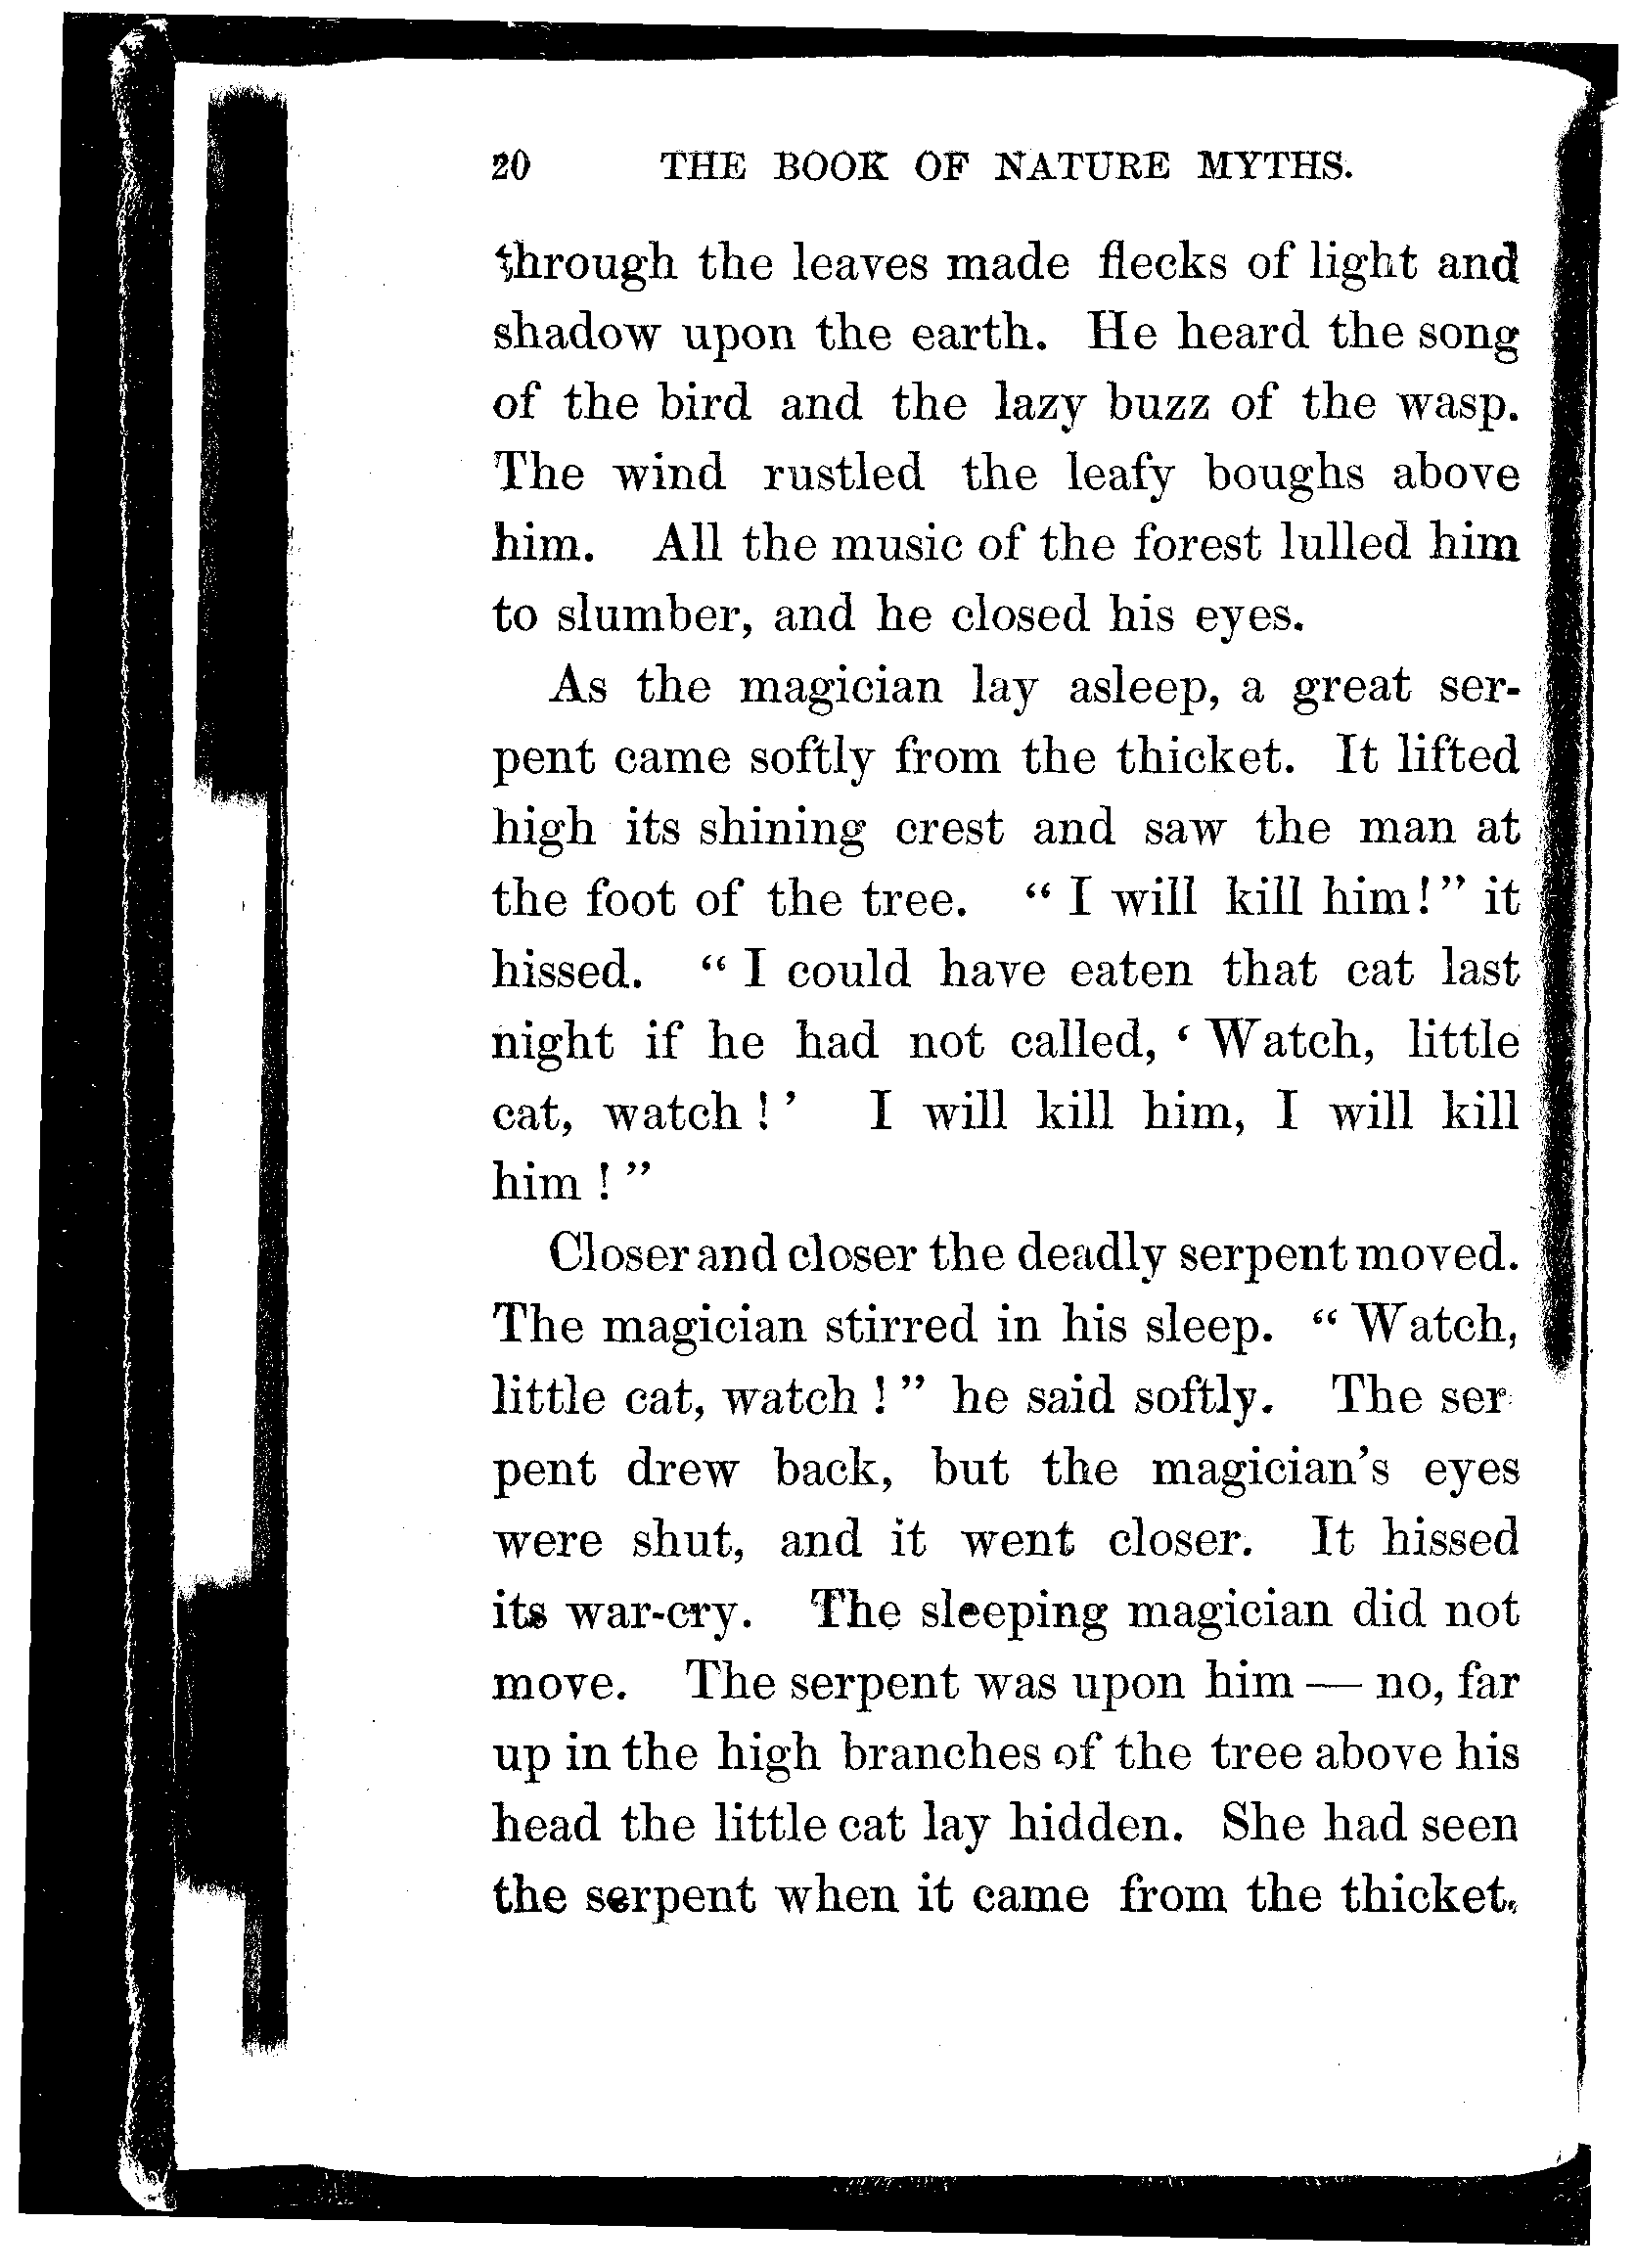 20 THE BOOK OF NATURE MYTHS.
through the leaves made flecks of light and
shadow upon the earth. He heard the song
of the bird and the lazy buzz of the wasp.
The wind rustled the leafy boughs above
him. All the music of the forest lulled him
to slumber, and he closed his eyes.
As the magician lay asleep, a great ser-
pent came softly from the thicket. It lifted
high its shining crest and saw the man at
the foot of the tree. “ I will kill him!” it
hissed. “ I could have eaten that cat last
night if he had not called, ‘ Watch, little
cat, watch ! ’ I will kill him, I will kill
him ! ”
Closer and closer the deadly serpent moved.
The magician stirred in his sleep. “ Watch,
little cat, watch ! ” he said softly. The ser
pent drew back, but the magician’s eyes
were shut, and it went closer. It hissed
its war-cry. The sleeping magician did not
move. The serpent was upon him — no, far
up in the high branches of the tree above his
head the little cat lay hidden. She had seen
the serpent when it came from the thicket.